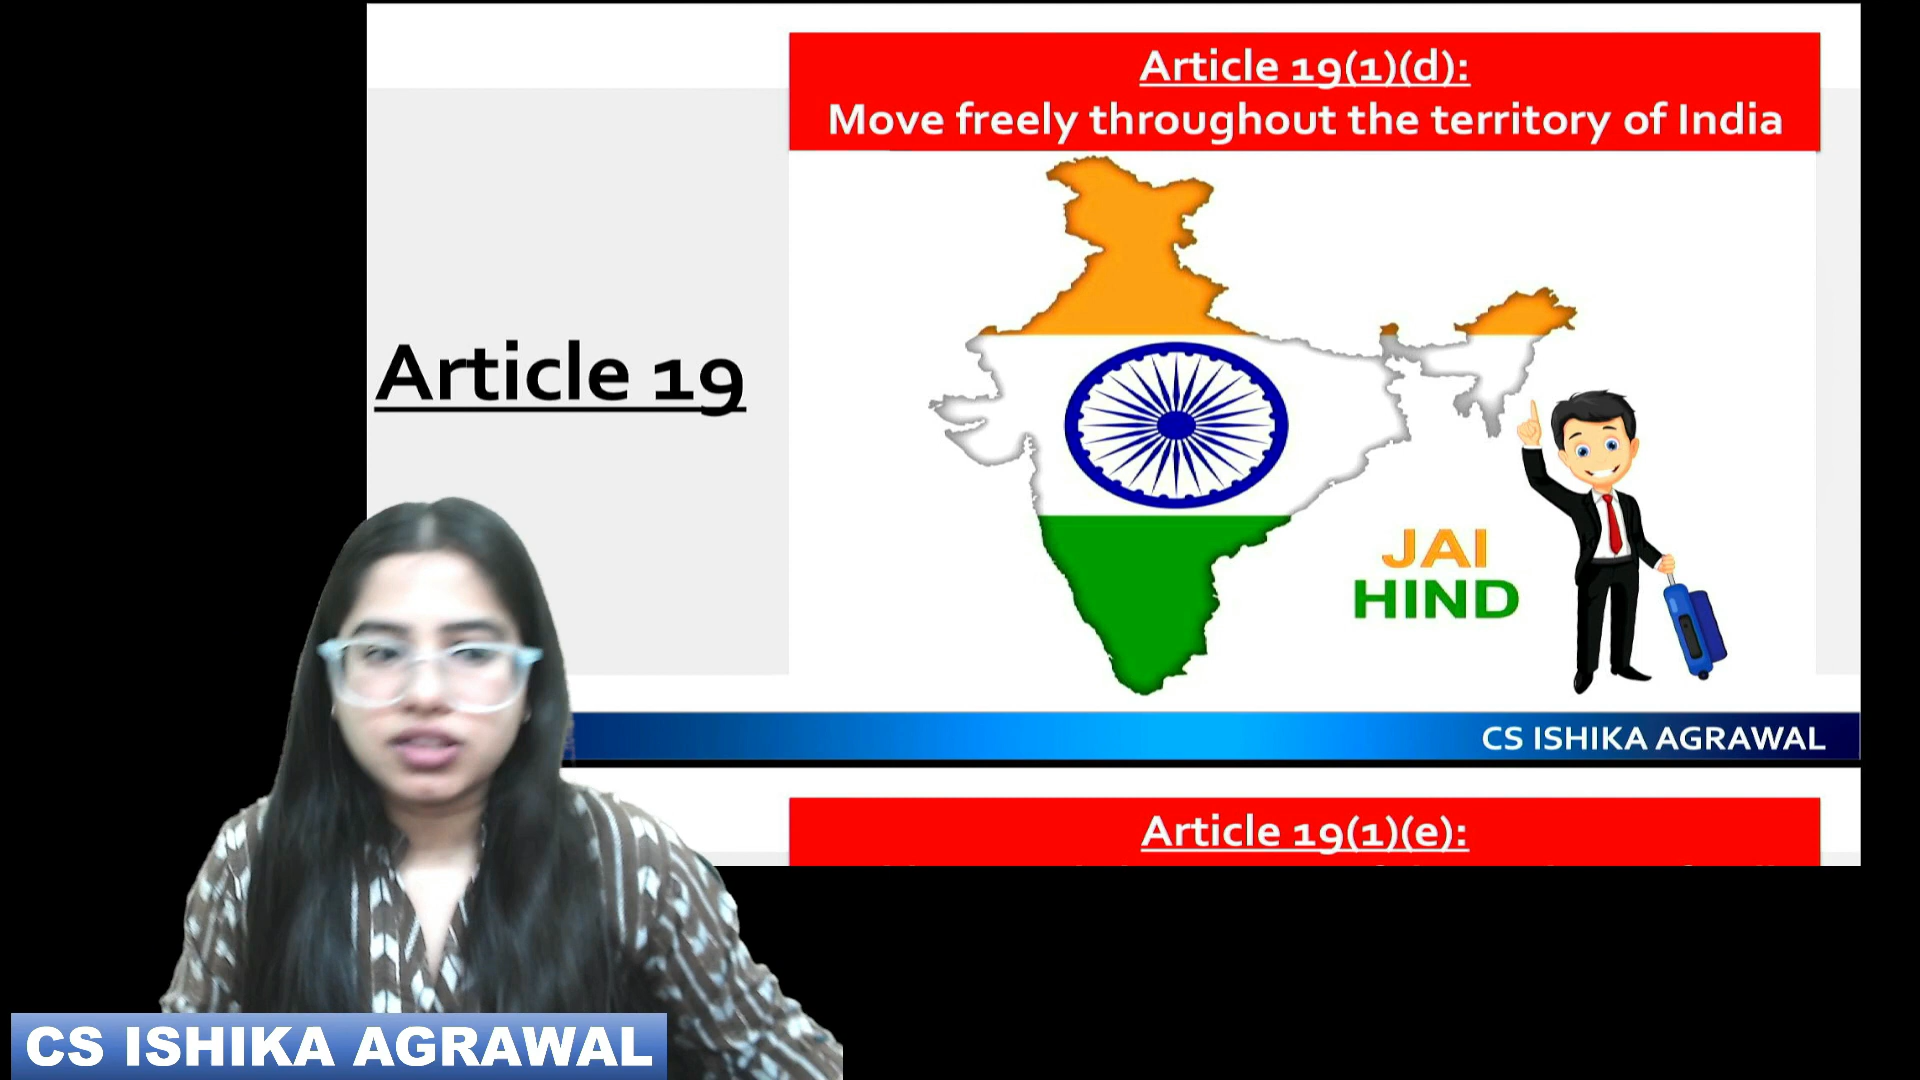 Article 19(1)(d):
Move freely throughout the territory of India
Article 19
JAI
HIND
CS ISHIKA AGRAWAL
Article 19(1)(e):
CS ISHIKA AGRAWAL